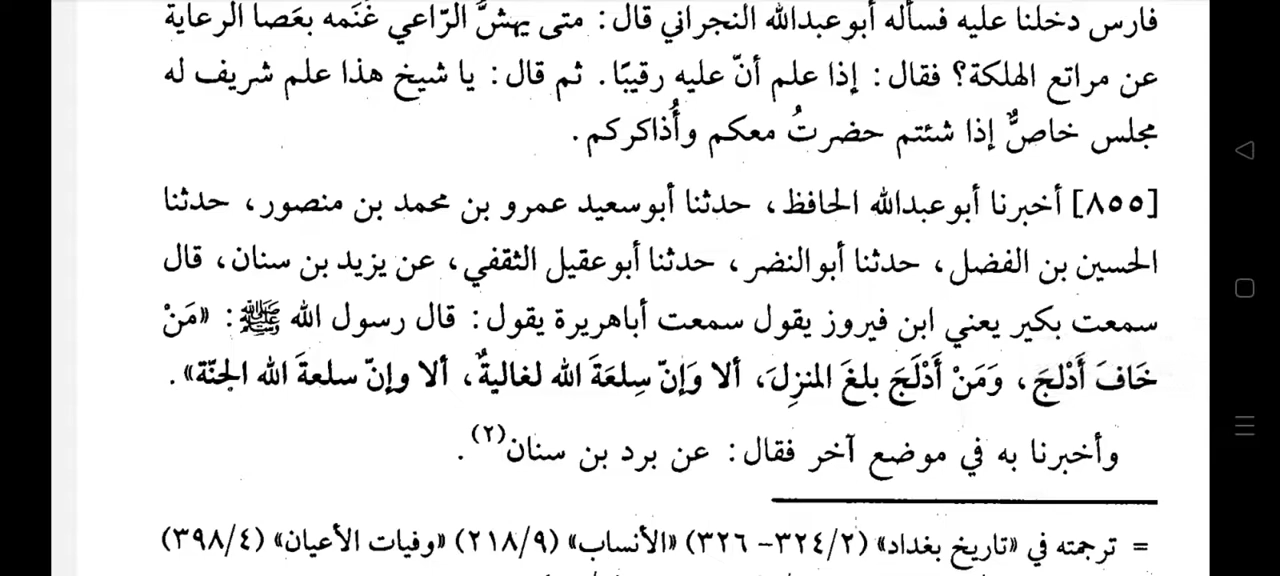 فارس دخلنا عليه فسأله أبوعبدالله النجراني قال: متى يهشّ الرّاعي غَنَمه بعَصا الرعاية
عن مراتع الهلكة؟ فقال: إذا علم أنّ عليه رقيبًا. ثم قال: يا شيخ هذا علم شريف له
مجلس خاصٌّ إذا شئتم حضرتُ معكم وأُذاكركم.
[٨٥٥] أخبرنا أبوعبدالله الحافظ، حدثنا أبوسعيد عمرو بن محمد بن منصور، حدثنا
الحسين بن الفضل، حدثنا أبوالنضر، حدثنا أبوعقيل الثقفي، عن يزيد بن سنان، قال
سمعت بكير يعني ابن فيروز يقول سمعت أباهريرة يقول: قال رسول الله ﷺ: «مَنْ
خَافَ أَدْلجَ، وَمَنْ أَدْلَجَ بلغَ المنزِلَ، ألا وَإنّ سِلعَةَ الله لغاليةٌ، ألا وإنّ سلعةَ الله الجنّة».
وأخبرنا به في موضع آخر فقال: عن برد بن سنان(٢).
= ترجمته في «تاريخ بغداد» (٢/٣٢٤- ٣٢٦) «الأنساب» (٩/٢١٨) «وفيات الأعيان» (٤/٣٩٨)